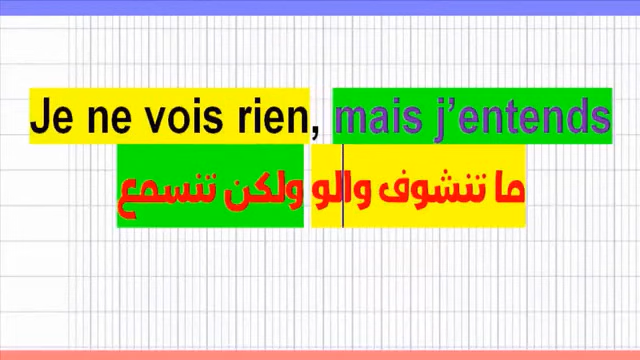 Je ne vois rien, mais j’entends
ما تنشوف والو ولكن تنسمع